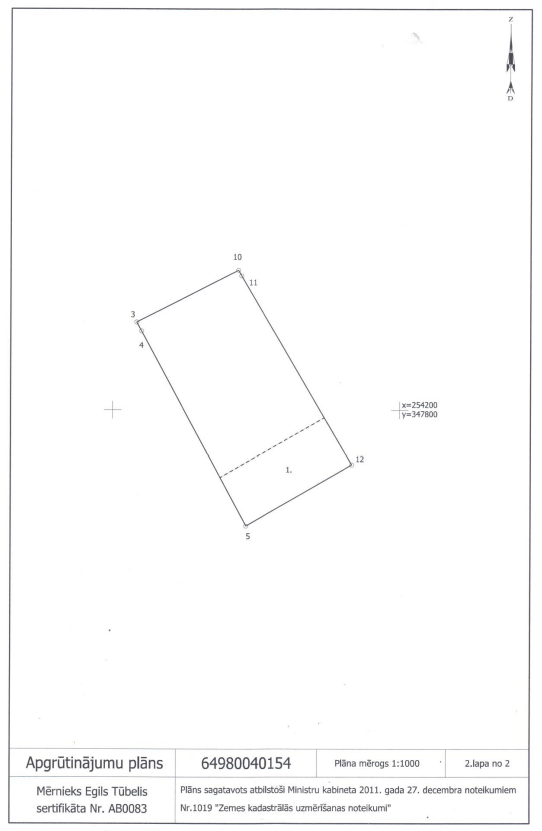 Z
D
10
11
3
4
x=254200
y=347800
12
1.
5
Apgrūtinājumu plāns
64980040154
Plāna mērogs 1:1000
2.lapa no 2
Mērnieks Egils Tūbelis
sertifikāta Nr. AB0083
Plāns sagatavots atbilstoši Ministru kabineta 2011. gada 27. decembra noteikumiem
Nr.1019 "Zemes kadastrālās uzmērīšanas noteikumi"